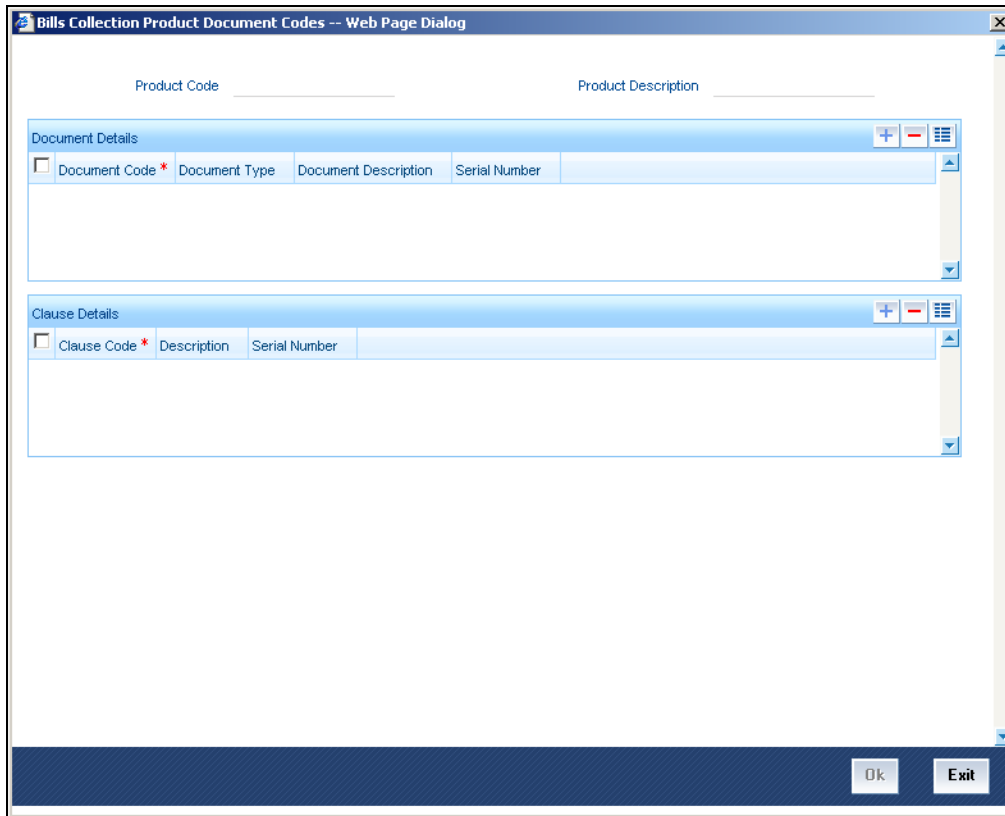 Bills Collection Product Document Codes -- Web Page Dialog
Product Code Product Description
Document Details
Document Code * Document Type Document Description Serial Number
Clause Details
Clause Code * Description Serial Number
Ok Exit